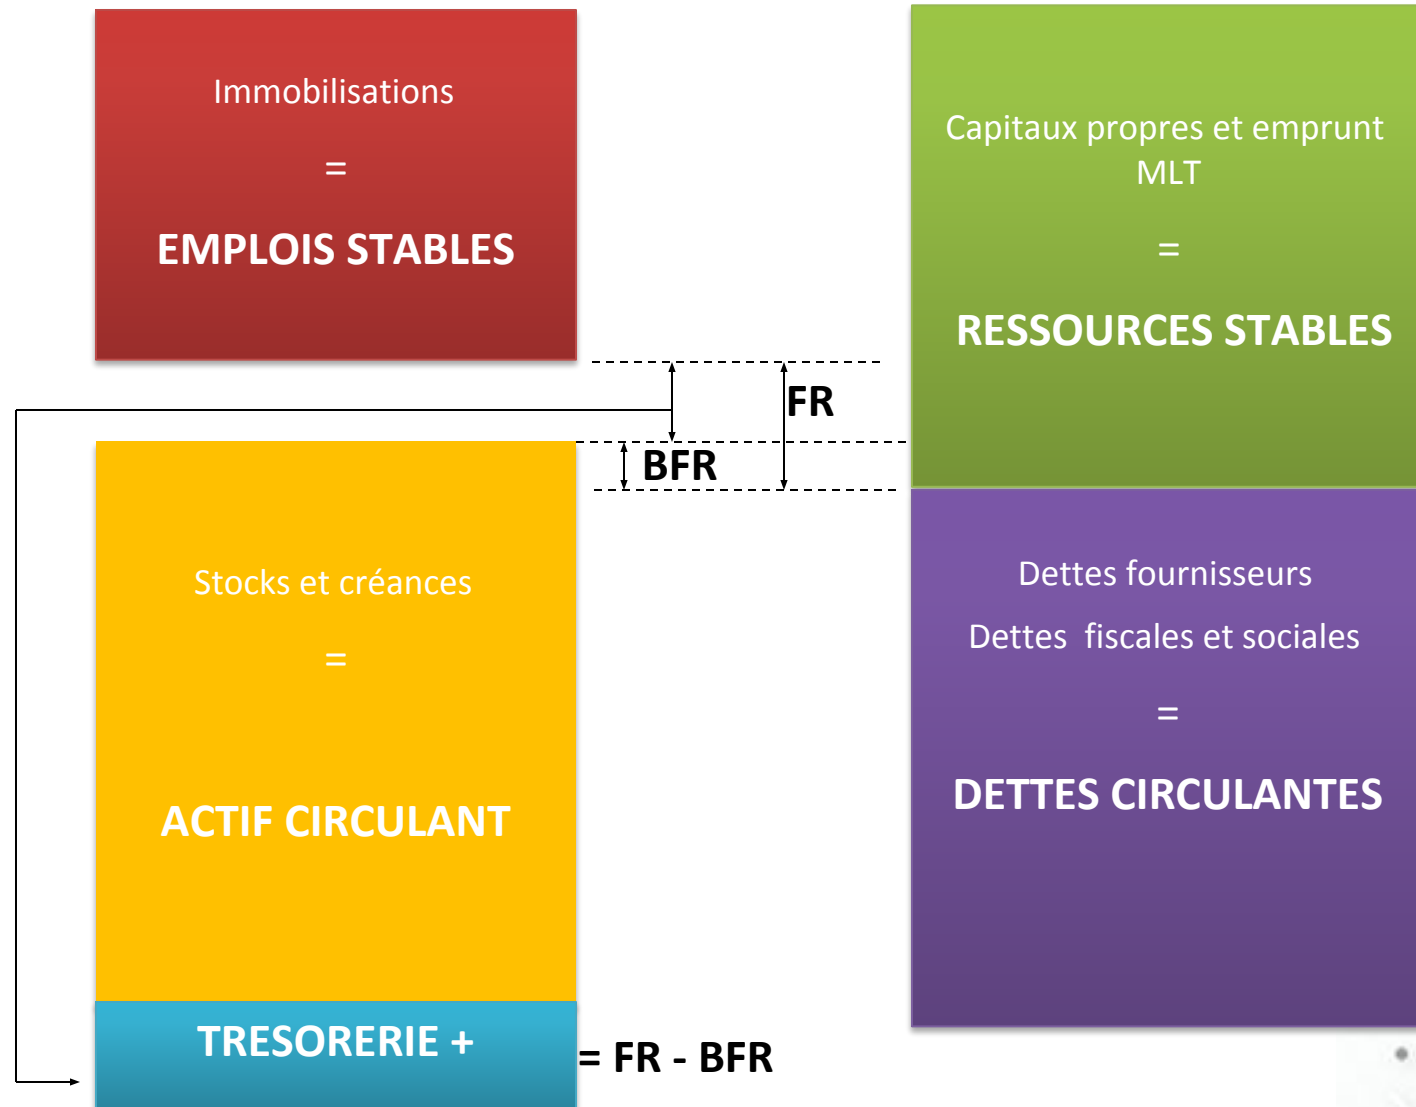 Immobilisations
=
EMPLOIS STABLES
Capitaux propres et emprunt
MLT
=
RESSOURCES STABLES
FR
BFR
Stocks et créances
=
ACTIF CIRCULANT
Dettes fournisseurs
Dettes  fiscales et sociales
=
DETTES CIRCULANTES
TRESORERIE +
= FR - BFR